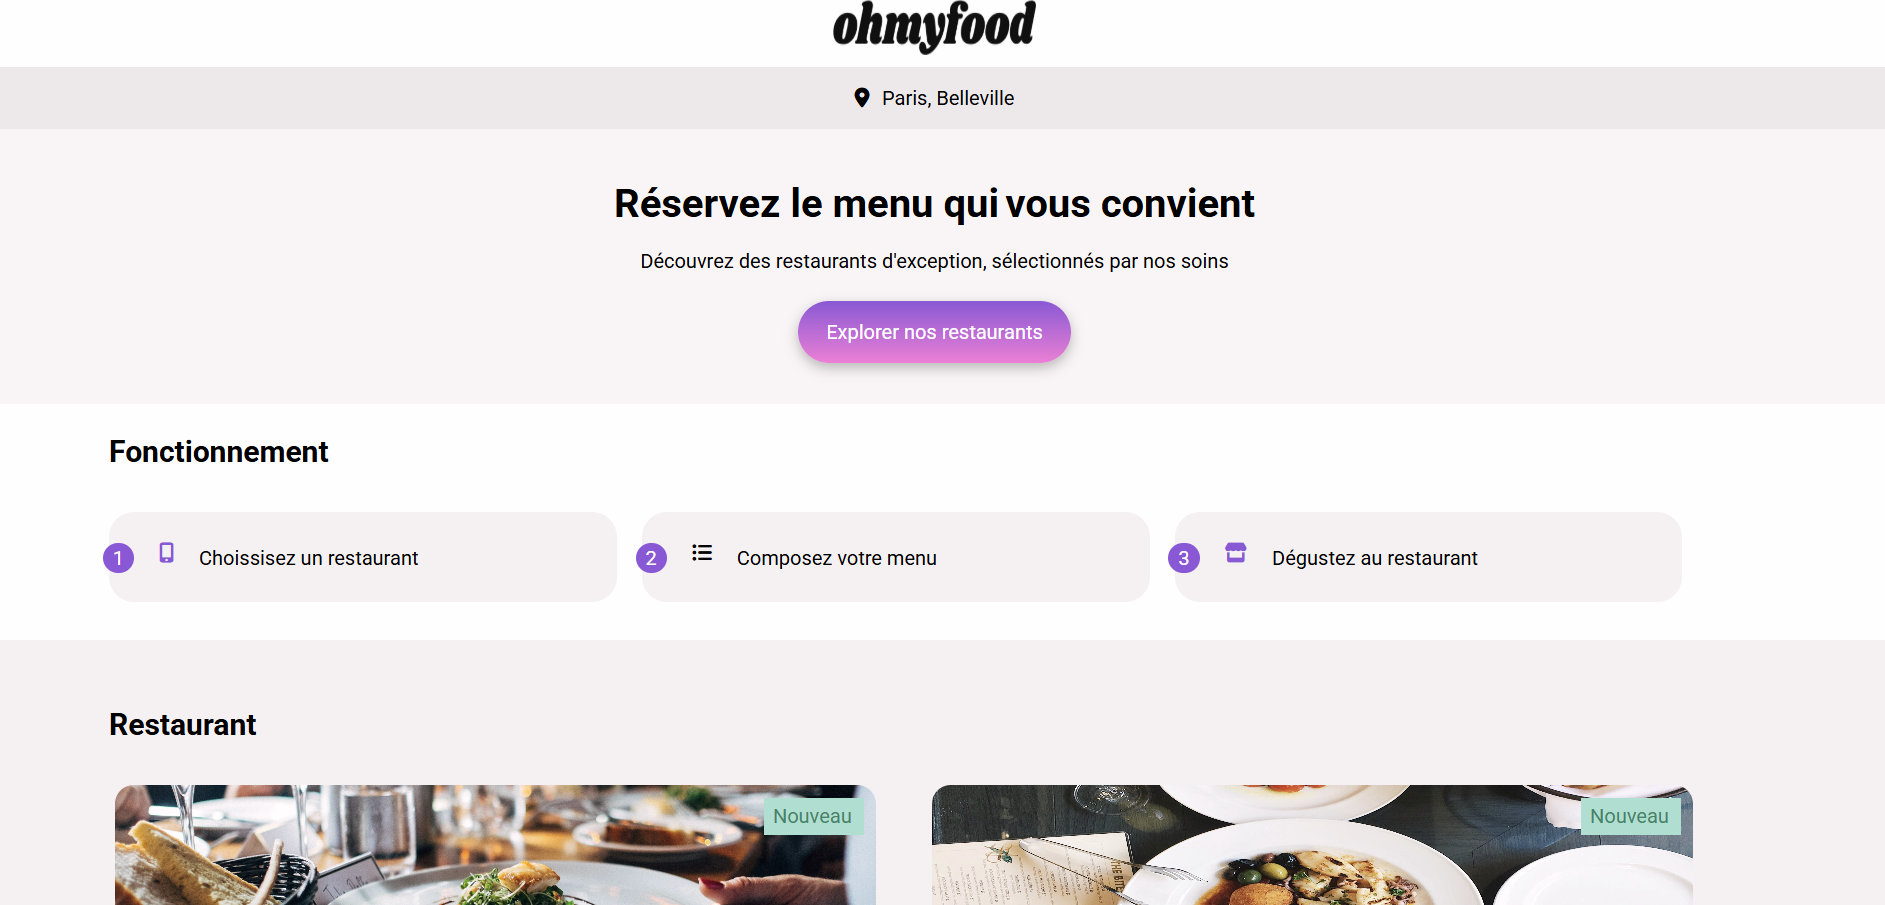 ohmyfood
Paris, Belleville
Réservez le menu qui vous convient
Découvrez des restaurants d'exception, sélectionnés par nos soins
Explorer nos restaurants
Fonctionnement
1 Choissisez un restaurant
2 Composez votre menu
3 Dégustez au restaurant
Restaurant
Nouveau
Nouveau